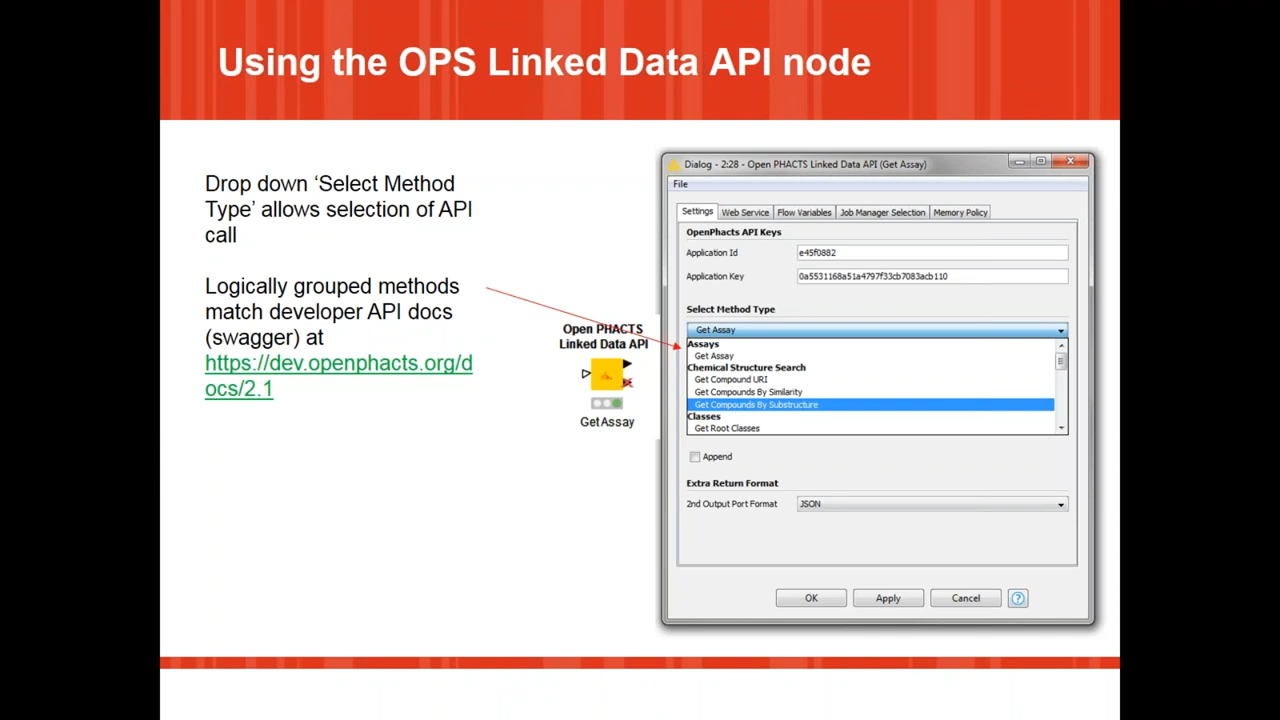 Using the OPS Linked Data API node
Drop down ‘Select Method
Type’ allows selection of API
call
Logically grouped methods
match developer API docs
(swagger) at
https://dev.openphacts.org/d
ocs/2.1
Open PHACTS
Linked Data API
GetAssay
Dialog - 2:28 - Open PHACTS Linked Data API (Get Assay)
File
Settings Web Service Flow Variables Job Manager Selection Memory Policy
OpenPhacts API Keys
Application Id e45f0882
Application Key 0a5531168a51a4797f33cb7083acb110
Select Method Type
Get Assay
Assays
Get Assay
Chemical Structure Search
Get Compound URI
Get Compounds By Similarity
Get Compounds By Substructure
Classes
Get Root Classes
Append
Extra Return Format
2nd Output Port Format JSON
OK Apply Cancel ?